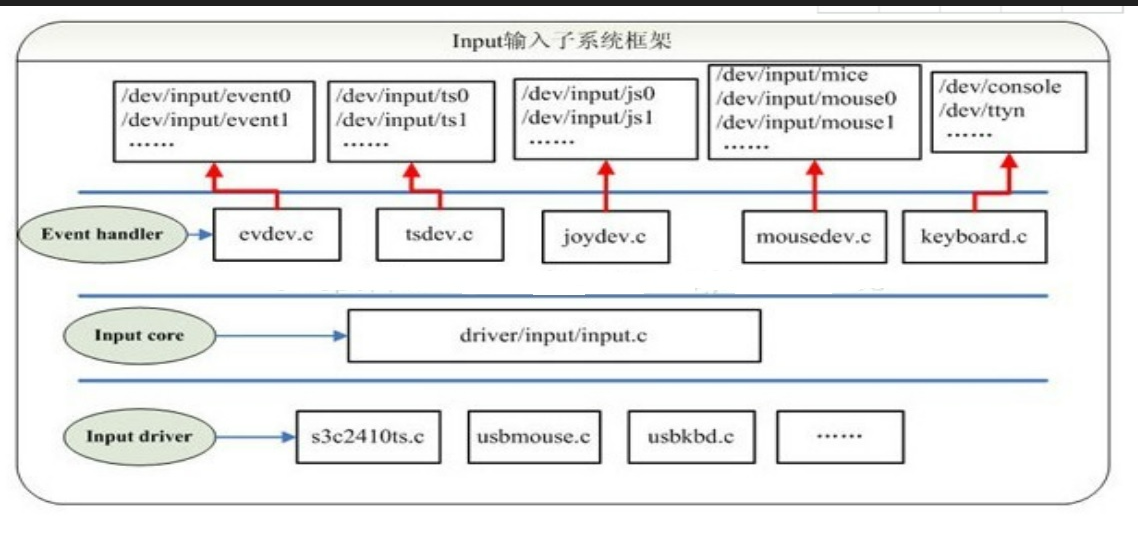 Input输入子系统框架
/dev/input/event0
/dev/input/event1
……
/dev/input/ts0
/dev/input/ts1
……
/dev/input/js0
/dev/input/js1
……
/dev/input/mice
/dev/input/mouse0
/dev/input/mouse1
……
/dev/console
/dev/ttyn
……
Event handler
evdev.c
tsdev.c
joydev.c
mousedev.c
keyboard.c
Input core
driver/input/input.c
Input driver
s3c2410ts.c
usbmouse.c
usbkbd.c
……